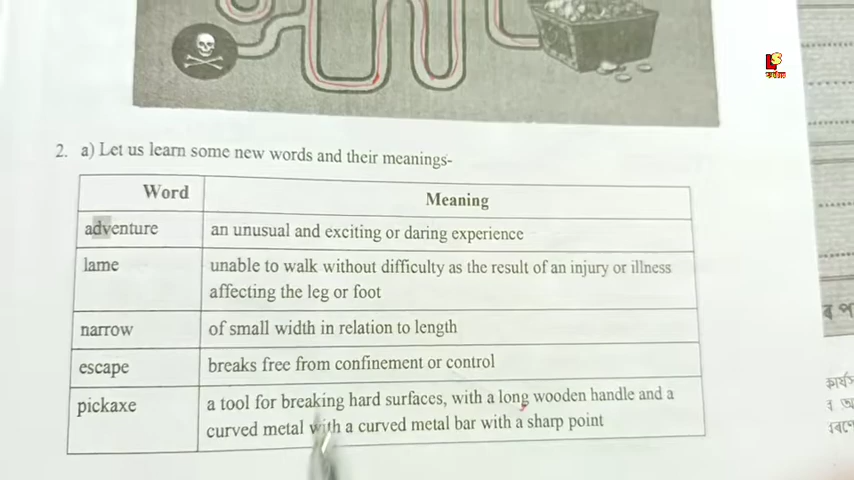 LS
2. a) Let us learn some new words and their meanings-
Word Meaning
adventure an unusual and exciting or daring experience
lame unable to walk without difficulty as the result of an injury or illness
affecting the leg or foot
narrow of small width in relation to length
escape breaks free from confinement or control
pickaxe a tool for breaking hard surfaces, with a long wooden handle and a
curved metal with a curved metal bar with a sharp point